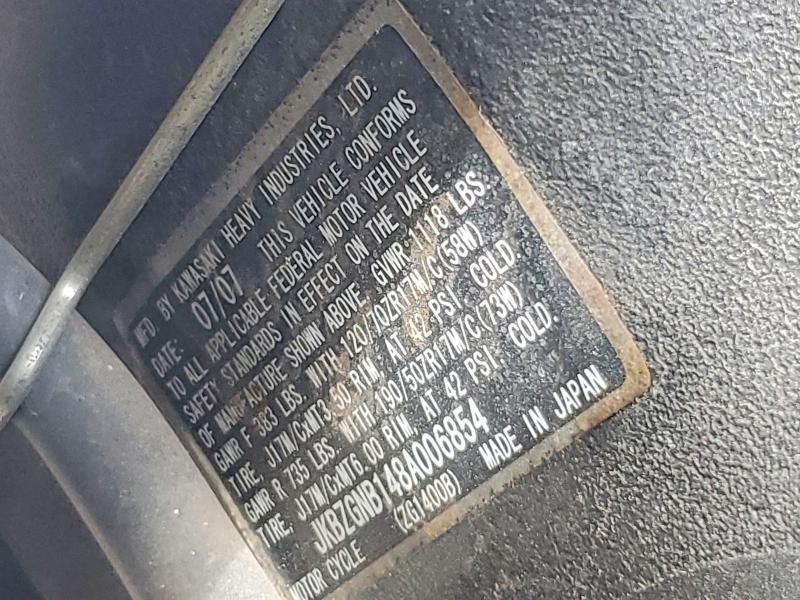 MFD. BY KAWASAKI HEAVY INDUSTRIES, LTD.
DATE: 07/07 THIS VEHICLE CONFORMS
TO ALL APPLICABLE FEDERAL MOTOR VEHICLE
SAFETY STANDARDS IN EFFECT ON THE DATE
OF MANUFACTURE SHOWN ABOVE. GVWR 1118 LBS.
GAWR F 383 LBS. WITH 120/70ZR17M/C(58W)
TIRE, J17M/CxMT3.50 RIM, AT 42 PSI. COLD
GAWR R 735 LBS. WITH 190/50ZR17M/C(73W)
TIRE, J17M/CxMT6.00 RIM, AT 42 PSI. COLD.
JKBZGNB148A006854
MOTOR CYCLE (ZG1400B) MADE IN JAPAN